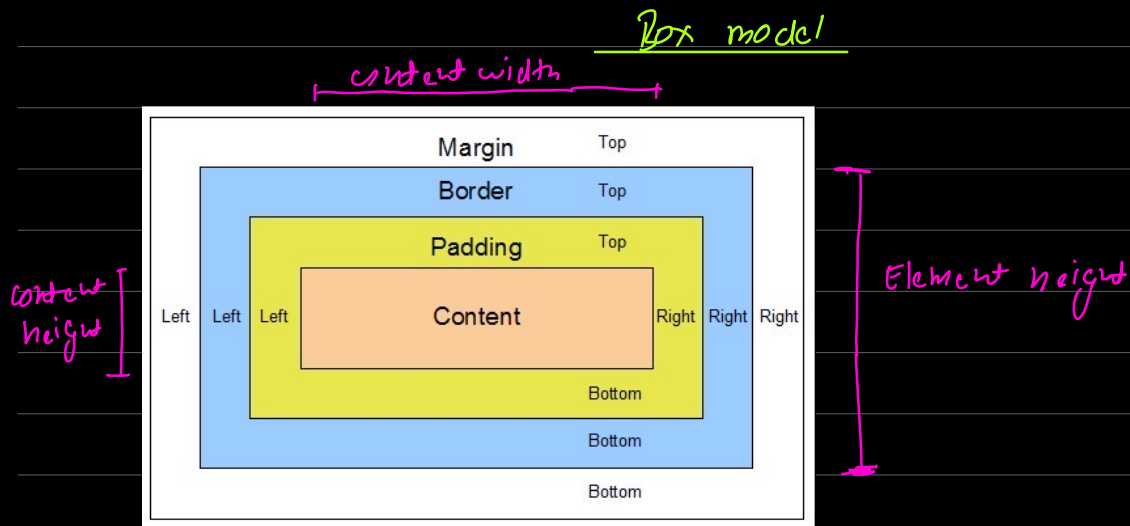 Box model
content width
Margin Top
Border Top
Padding Top
content
height
Left Left Left Content Right Right Right
Element height
Bottom
Bottom
Bottom